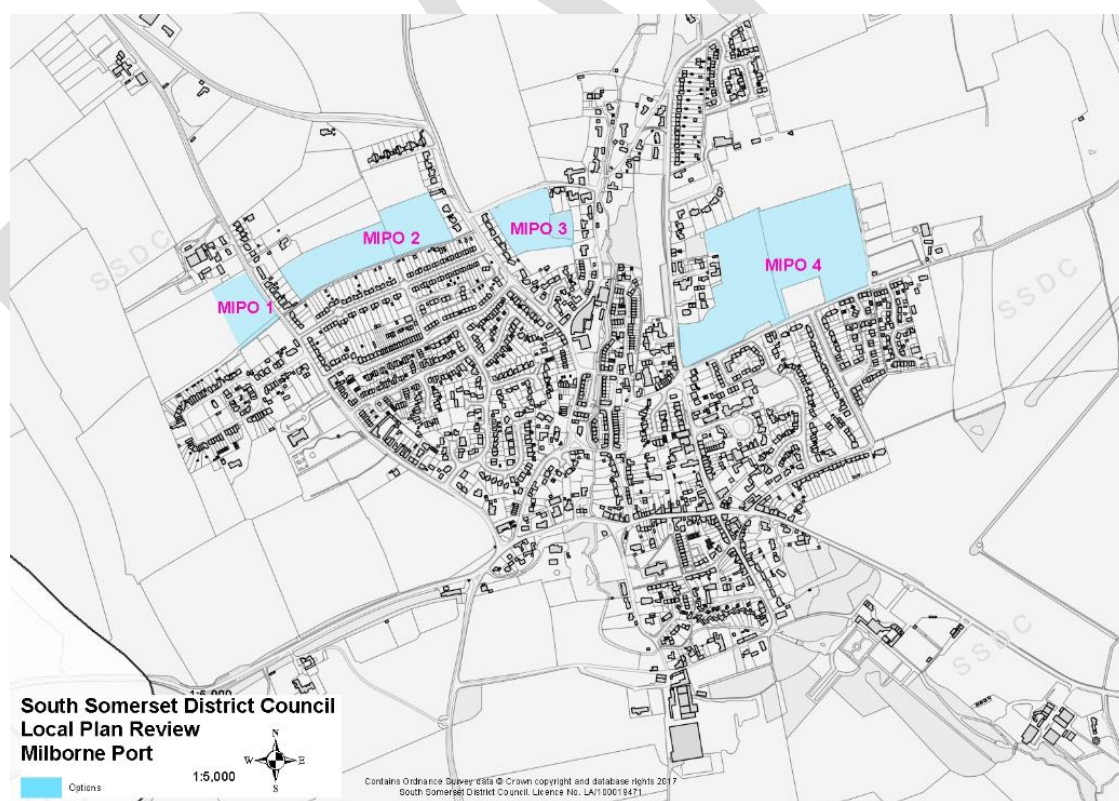 SSDC
MIPO 2
MIPO 3
MIPO 4
MIPO 1
SSDC
SSDC
South Somerset District Council
Local Plan Review
Milborne Port
1:5,000
Options
N
W
E
S
Contains Ordnance Survey data © Crown copyright and database rights 2017
South Somerset District Council. Licence No. LA/100019471